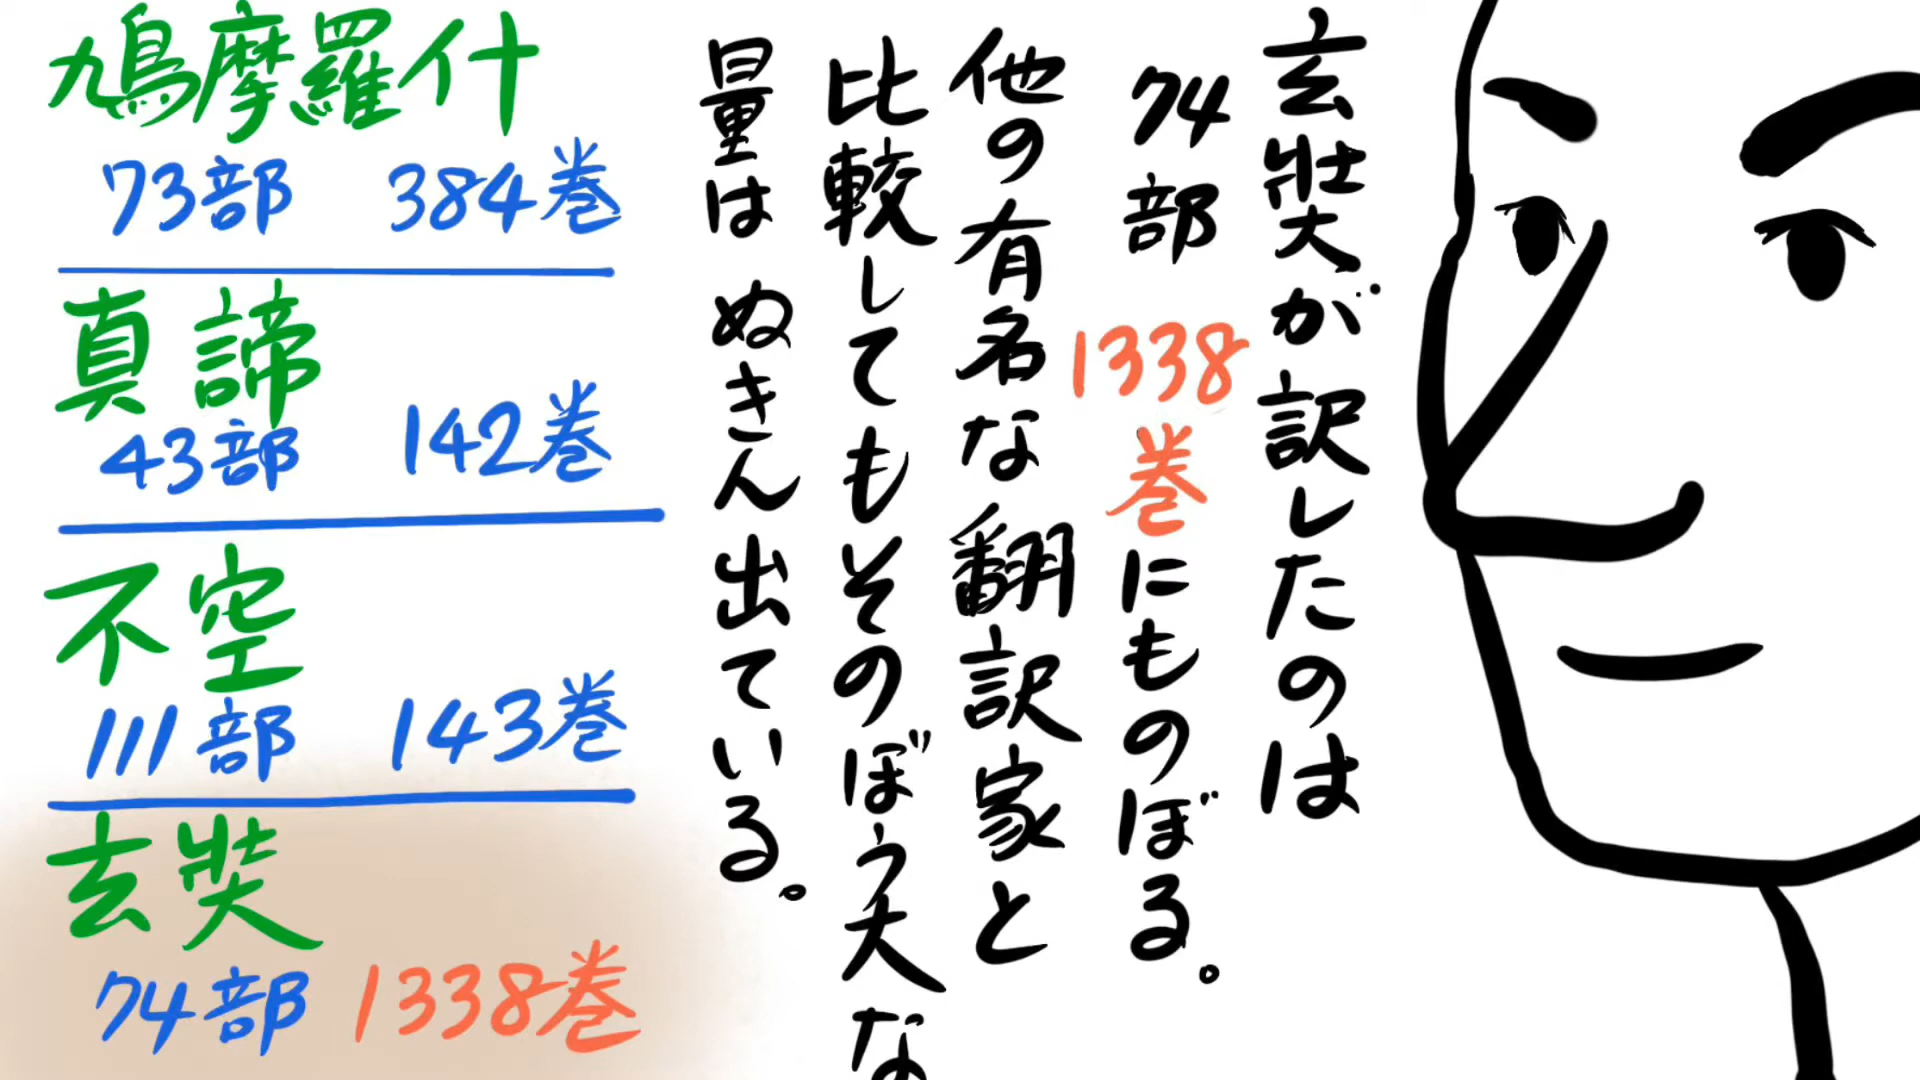 玄奘が訳したのは
74部 1338巻にものぼる。
他の有名な翻訳家と
比較してもそのぼう大な
量は ぬきん出ている。
鳩摩羅什
73部 384巻
真諦
43部 142巻
不空
111部 143巻
玄奘
74部 1338巻